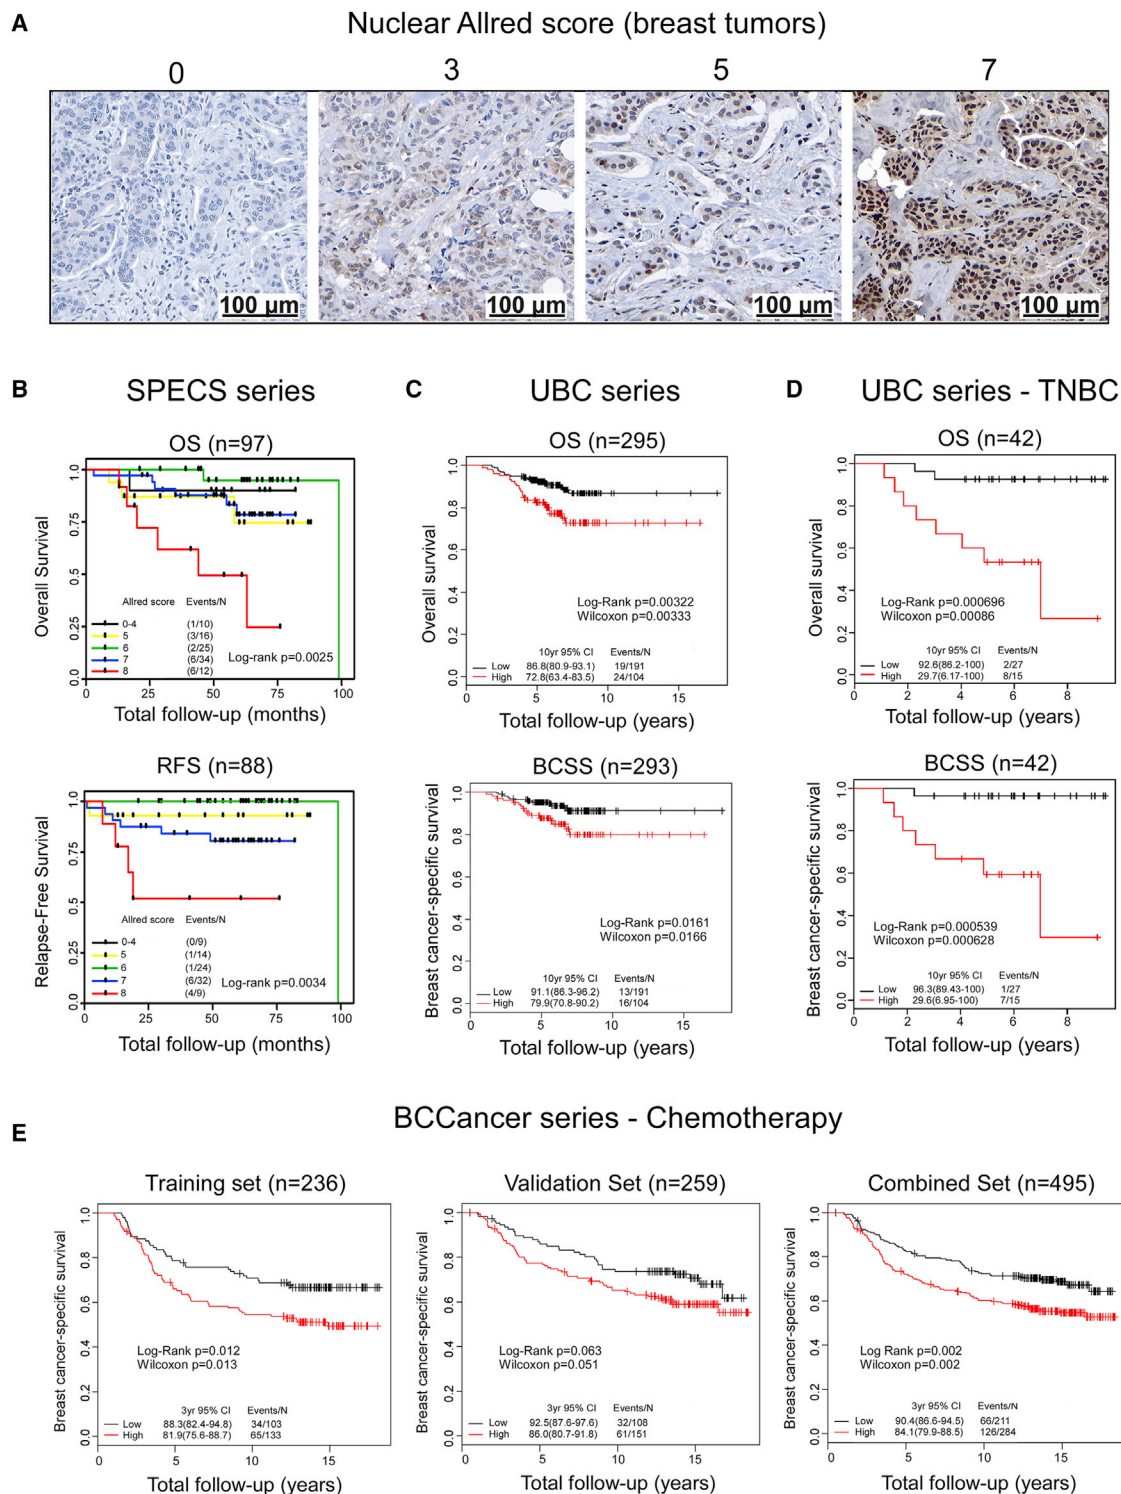 A
Nuclear Allred score (breast tumors)
0 3 5 7
100 µm 100 µm 100 µm 100 µm
B SPECS series
OS (n=97)
Overall Survival
1.0
0.75
0.5
0.25
0.0
Allred score Events/N
0-4 (1/10)
5 (3/16)
6 (2/25)
7 (6/34)
8 (6/12)
Log-rank p=0.0025
0 25 50 75 100
Total follow-up (months)
RFS (n=88)
Relapse-Free Survival
1.0
0.75
0.5
0.25
0.0
Allred score Events/N
0-4 (0/9)
5 (1/14)
6 (1/24)
7 (6/32)
8 (4/9)
Log-rank p=0.0034
0 25 50 75 100
Total follow-up (months)
C UBC series
OS (n=295)
Overall survival
1.0
0.8
0.6
0.4
0.2
0.0
Log-Rank p=0.00322
Wilcoxon p=0.00333
10yr 95% CI Events/N
Low 86.8(80.9-93.1) 19/191
High 72.8(63.4-83.5) 24/104
0 5 10 15
Total follow-up (years)
BCSS (n=293)
Breast cancer-specific survival
1.0
0.8
0.6
0.4
0.2
0.0
Log-Rank p=0.0161
Wilcoxon p=0.0166
10yr 95% CI Events/N
Low 91.1(86.3-96.2) 13/191
High 79.9(70.8-90.2) 16/104
0 5 10 15
Total follow-up (years)
D UBC series - TNBC
OS (n=42)
Overall survival
1.0
0.8
0.6
0.4
0.2
0.0
Log-Rank p=0.000696
Wilcoxon p=0.00086
10yr 95% CI Events/N
Low 92.6(86.2-100) 2/27
High 29.7(6.17-100) 8/15
0 2 4 6 8
Total follow-up (years)
BCSS (n=42)
Breast cancer-specific survival
1.0
0.8
0.6
0.4
0.2
0.0
Log-Rank p=0.000539
Wilcoxon p=0.000628
10yr 95% CI Events/N
Low 96.3(89.43-100) 1/27
High 29.6(6.95-100) 7/15
0 2 4 6 8
Total follow-up (years)
E BCCancer series - Chemotherapy
Training set (n=236)
Breast cancer-specific survival
1.0
0.8
0.6
0.4
0.2
0.0
Log-Rank p=0.012
Wilcoxon p=0.013
3yr 95% CI Events/N
Low 88.3(82.4-94.8) 34/103
High 81.9(75.6-88.7) 65/133
0 5 10 15
Total follow-up (years)
Validation Set (n=259)
Breast cancer-specific survival
1.0
0.8
0.6
0.4
0.2
0.0
Log-Rank p=0.063
Wilcoxon p=0.051
3yr 95% CI Events/N
Low 92.5(87.6-97.6) 32/108
High 86.0(80.7-91.8) 61/151
0 5 10 15
Total follow-up (years)
Combined Set (n=495)
Breast cancer-specific survival
1.0
0.8
0.6
0.4
0.2
0.0
Log Rank p=0.002
Wilcoxon p=0.002
3yr 95% CI Events/N
Low 90.4(86.6-94.5) 66/211
High 84.1(79.9-88.5) 126/284
0 5 10 15
Total follow-up (years)